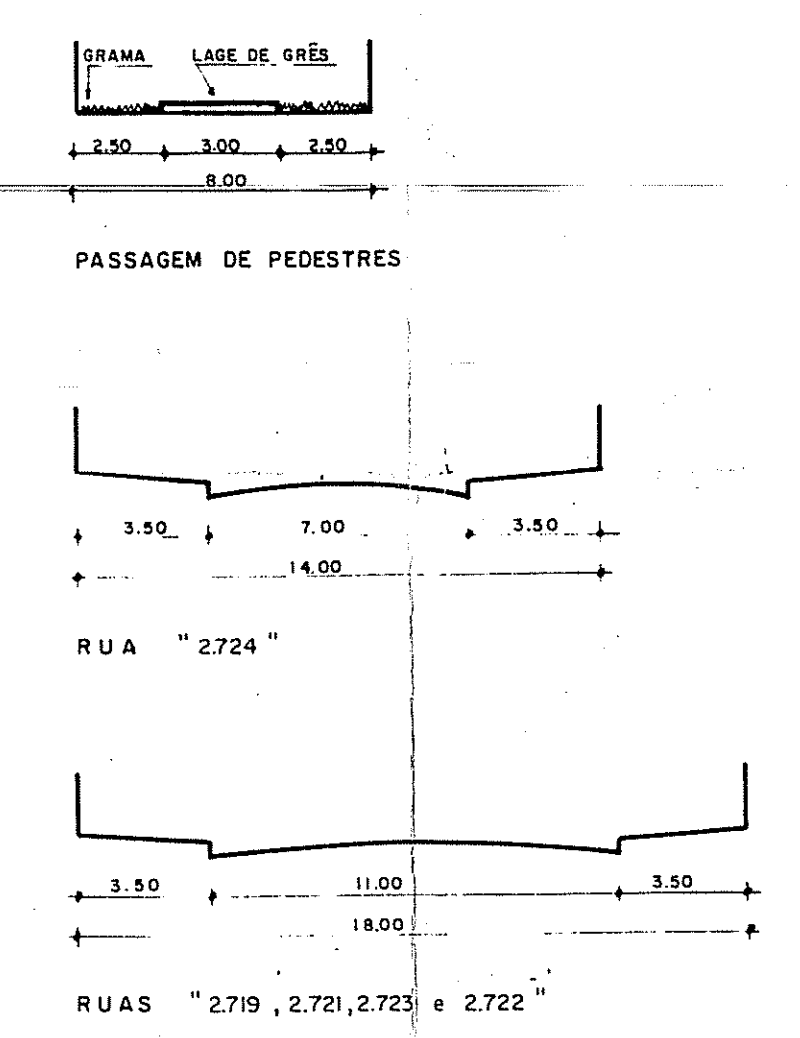 GRAMA LAGE DE GRÊS
2.50 3.00 2.50
8.00
PASSAGEM DE PEDESTRES
3.50 7.00 3.50
14.00
RUA "2.724"
3.50 11.00 3.50
18.00
RUAS "2.719 , 2.721, 2.723 e 2.722"